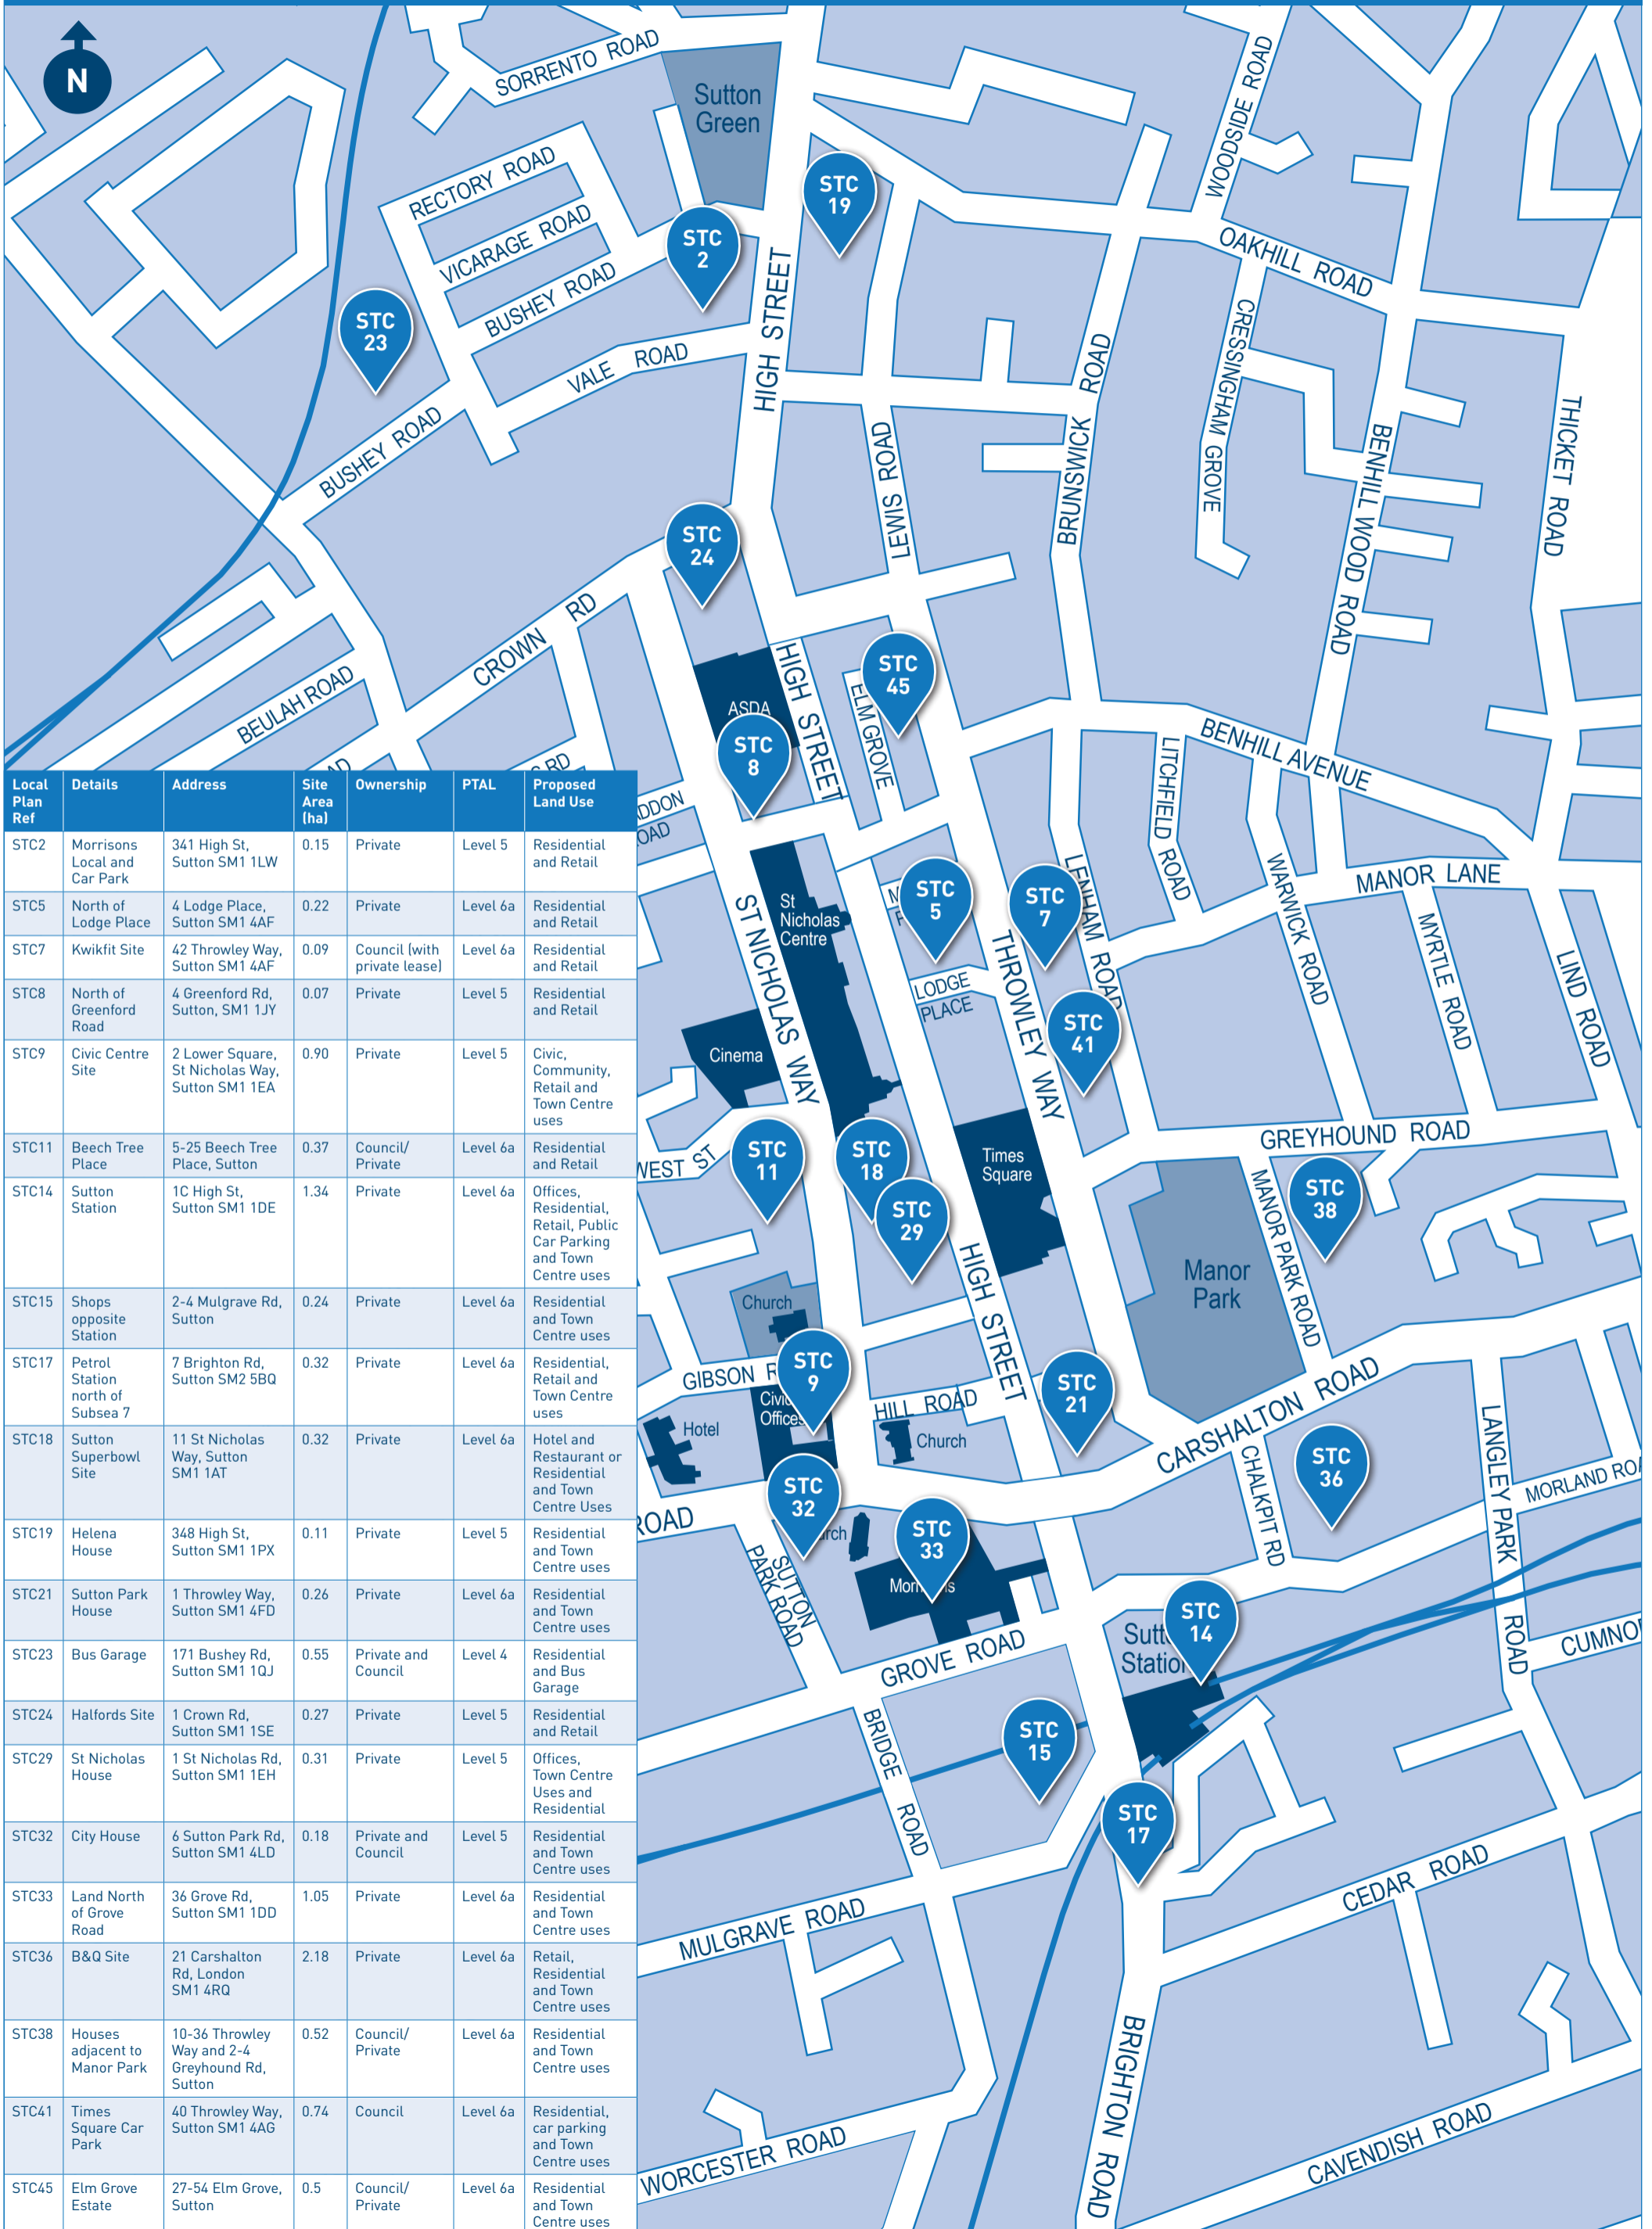 N
SORRENTO ROAD
Sutton
Green
WOODSIDE ROAD
RECTORY ROAD
STC
19
VICARAGE ROAD
STC
2
BUSHEY ROAD
HIGH STREET
OAKHILL ROAD
STC
23
VALE ROAD
CRESSINGHAM GROVE
BRUNSWICK ROAD
BUSHEY ROAD
LEWIS ROAD
BENHILL WOOD ROAD
THICKET ROAD
STC
24
CROWN RD
STC
45
HIGH STREET
ELM GROVE
BEULAH ROAD
ASDA
STC
8
BENHILL AVENUE
LITCHFIELD ROAD
RD
Local
Plan
Ref
Details
Address
Site
Area
(ha)
Ownership
PTAL
Proposed
Land Use
STC2
Morrisons
Local and
Car Park
341 High St,
Sutton SM1 1LW
0.15
Private
Level 5
Residential
and Retail
STC5
North of
Lodge Place
4 Lodge Place,
Sutton SM1 4AF
0.22
Private
Level 6a
Residential
and Retail
STC7
Kwikfit Site
42 Throwley Way,
Sutton SM1 4AF
0.09
Council (with
private lease)
Level 6a
Residential
and Retail
STC8
North of
Greenford
Road
4 Greenford Rd,
Sutton, SM1 1JY
0.07
Private
Level 5
Residential
and Retail
STC9
Civic Centre
Site
2 Lower Square,
St Nicholas Way,
Sutton SM1 1EA
0.90
Private
Level 5
Civic,
Community,
Retail and
Town Centre
uses
STC11
Beech Tree
Place
5-25 Beech Tree
Place, Sutton
0.37
Council/
Private
Level 6a
Residential
and Retail
STC14
Sutton
Station
1C High St,
Sutton SM1 1DE
1.34
Private
Level 6a
Offices,
Residential,
Retail, Public
Car Parking
and Town
Centre uses
STC15
Shops
opposite
Station
2-4 Mulgrave Rd,
Sutton
0.24
Private
Level 6a
Residential
and Town
Centre uses
STC17
Petrol
Station
north of
Subsea 7
7 Brighton Rd,
Sutton SM2 5BQ
0.32
Private
Level 6a
Residential,
Retail and
Town Centre
uses
STC18
Sutton
Superbowl
Site
11 St Nicholas
Way, Sutton
SM1 1AT
0.32
Private
Level 6a
Hotel and
Restaurant or
Residential
and Town
Centre Uses
STC19
Helena
House
348 High St,
Sutton SM1 1PX
0.11
Private
Level 5
Residential
and Town
Centre uses
STC21
Sutton Park
House
1 Throwley Way,
Sutton SM1 4FD
0.26
Private
Level 6a
Residential
and Town
Centre uses
STC23
Bus Garage
171 Bushey Rd,
Sutton SM1 1QJ
0.55
Private and
Council
Level 4
Residential
and Bus
Garage
STC24
Halfords Site
1 Crown Rd,
Sutton SM1 1SE
0.27
Private
Level 5
Residential
and Retail
STC29
St Nicholas
House
1 St Nicholas Rd,
Sutton SM1 1EH
0.31
Private
Level 5
Offices,
Town Centre
Uses and
Residential
STC32
City House
6 Sutton Park Rd,
Sutton SM1 4LD
0.18
Private and
Council
Level 5
Residential
and Town
Centre uses
STC33
Land North
of Grove
Road
36 Grove Rd,
Sutton SM1 1DD
1.05
Private
Level 6a
Residential
and Town
Centre uses
STC36
B&Q Site
21 Carshalton
Rd, London
SM1 4RQ
2.18
Private
Level 6a
Retail,
Residential
and Town
Centre uses
STC38
Houses
adjacent to
Manor Park
10-36 Throwley
Way and 2-4
Greyhound Rd,
Sutton
0.52
Council/
Private
Level 6a
Residential
and Town
Centre uses
STC41
Times
Square Car
Park
40 Throwley Way,
Sutton SM1 4AG
0.74
Council
Level 6a
Residential,
car parking
and Town
Centre uses
STC45
Elm Grove
Estate
27-54 Elm Grove,
Sutton
0.5
Council/
Private
Level 6a
Residential
and Town
Centre uses
MANOR LANE
St
Nicholas
Centre
STC
5
STC
7
LENHAM ROAD
WARWICK ROAD
MYRTLE ROAD
LIND ROAD
ST NICHOLAS WAY
LODGE
PLACE
THROWLEY WAY
STC
41
Cinema
GREYHOUND ROAD
WEST ST
STC
11
STC
18
Times
Square
STC
38
STC
29
MANOR PARK ROAD
Manor
Park
HIGH STREET
Church
GIBSON R
STC
9
Civic
Offices
HILL ROAD
STC
21
Hotel
Church
CARSHALTON ROAD
LANGLEY PARK ROAD
CHALKPIT RD
STC
36
MORLAND ROA
STC
32
ROAD
rch
STC
33
SUTTON
PARK ROAD
STC
14
Station
GROVE ROAD
CUMNO
STC
15
BRIDGE ROAD
STC
17
CEDAR ROAD
MULGRAVE ROAD
BRIGHTON ROAD
WORCESTER ROAD
CAVENDISH ROAD